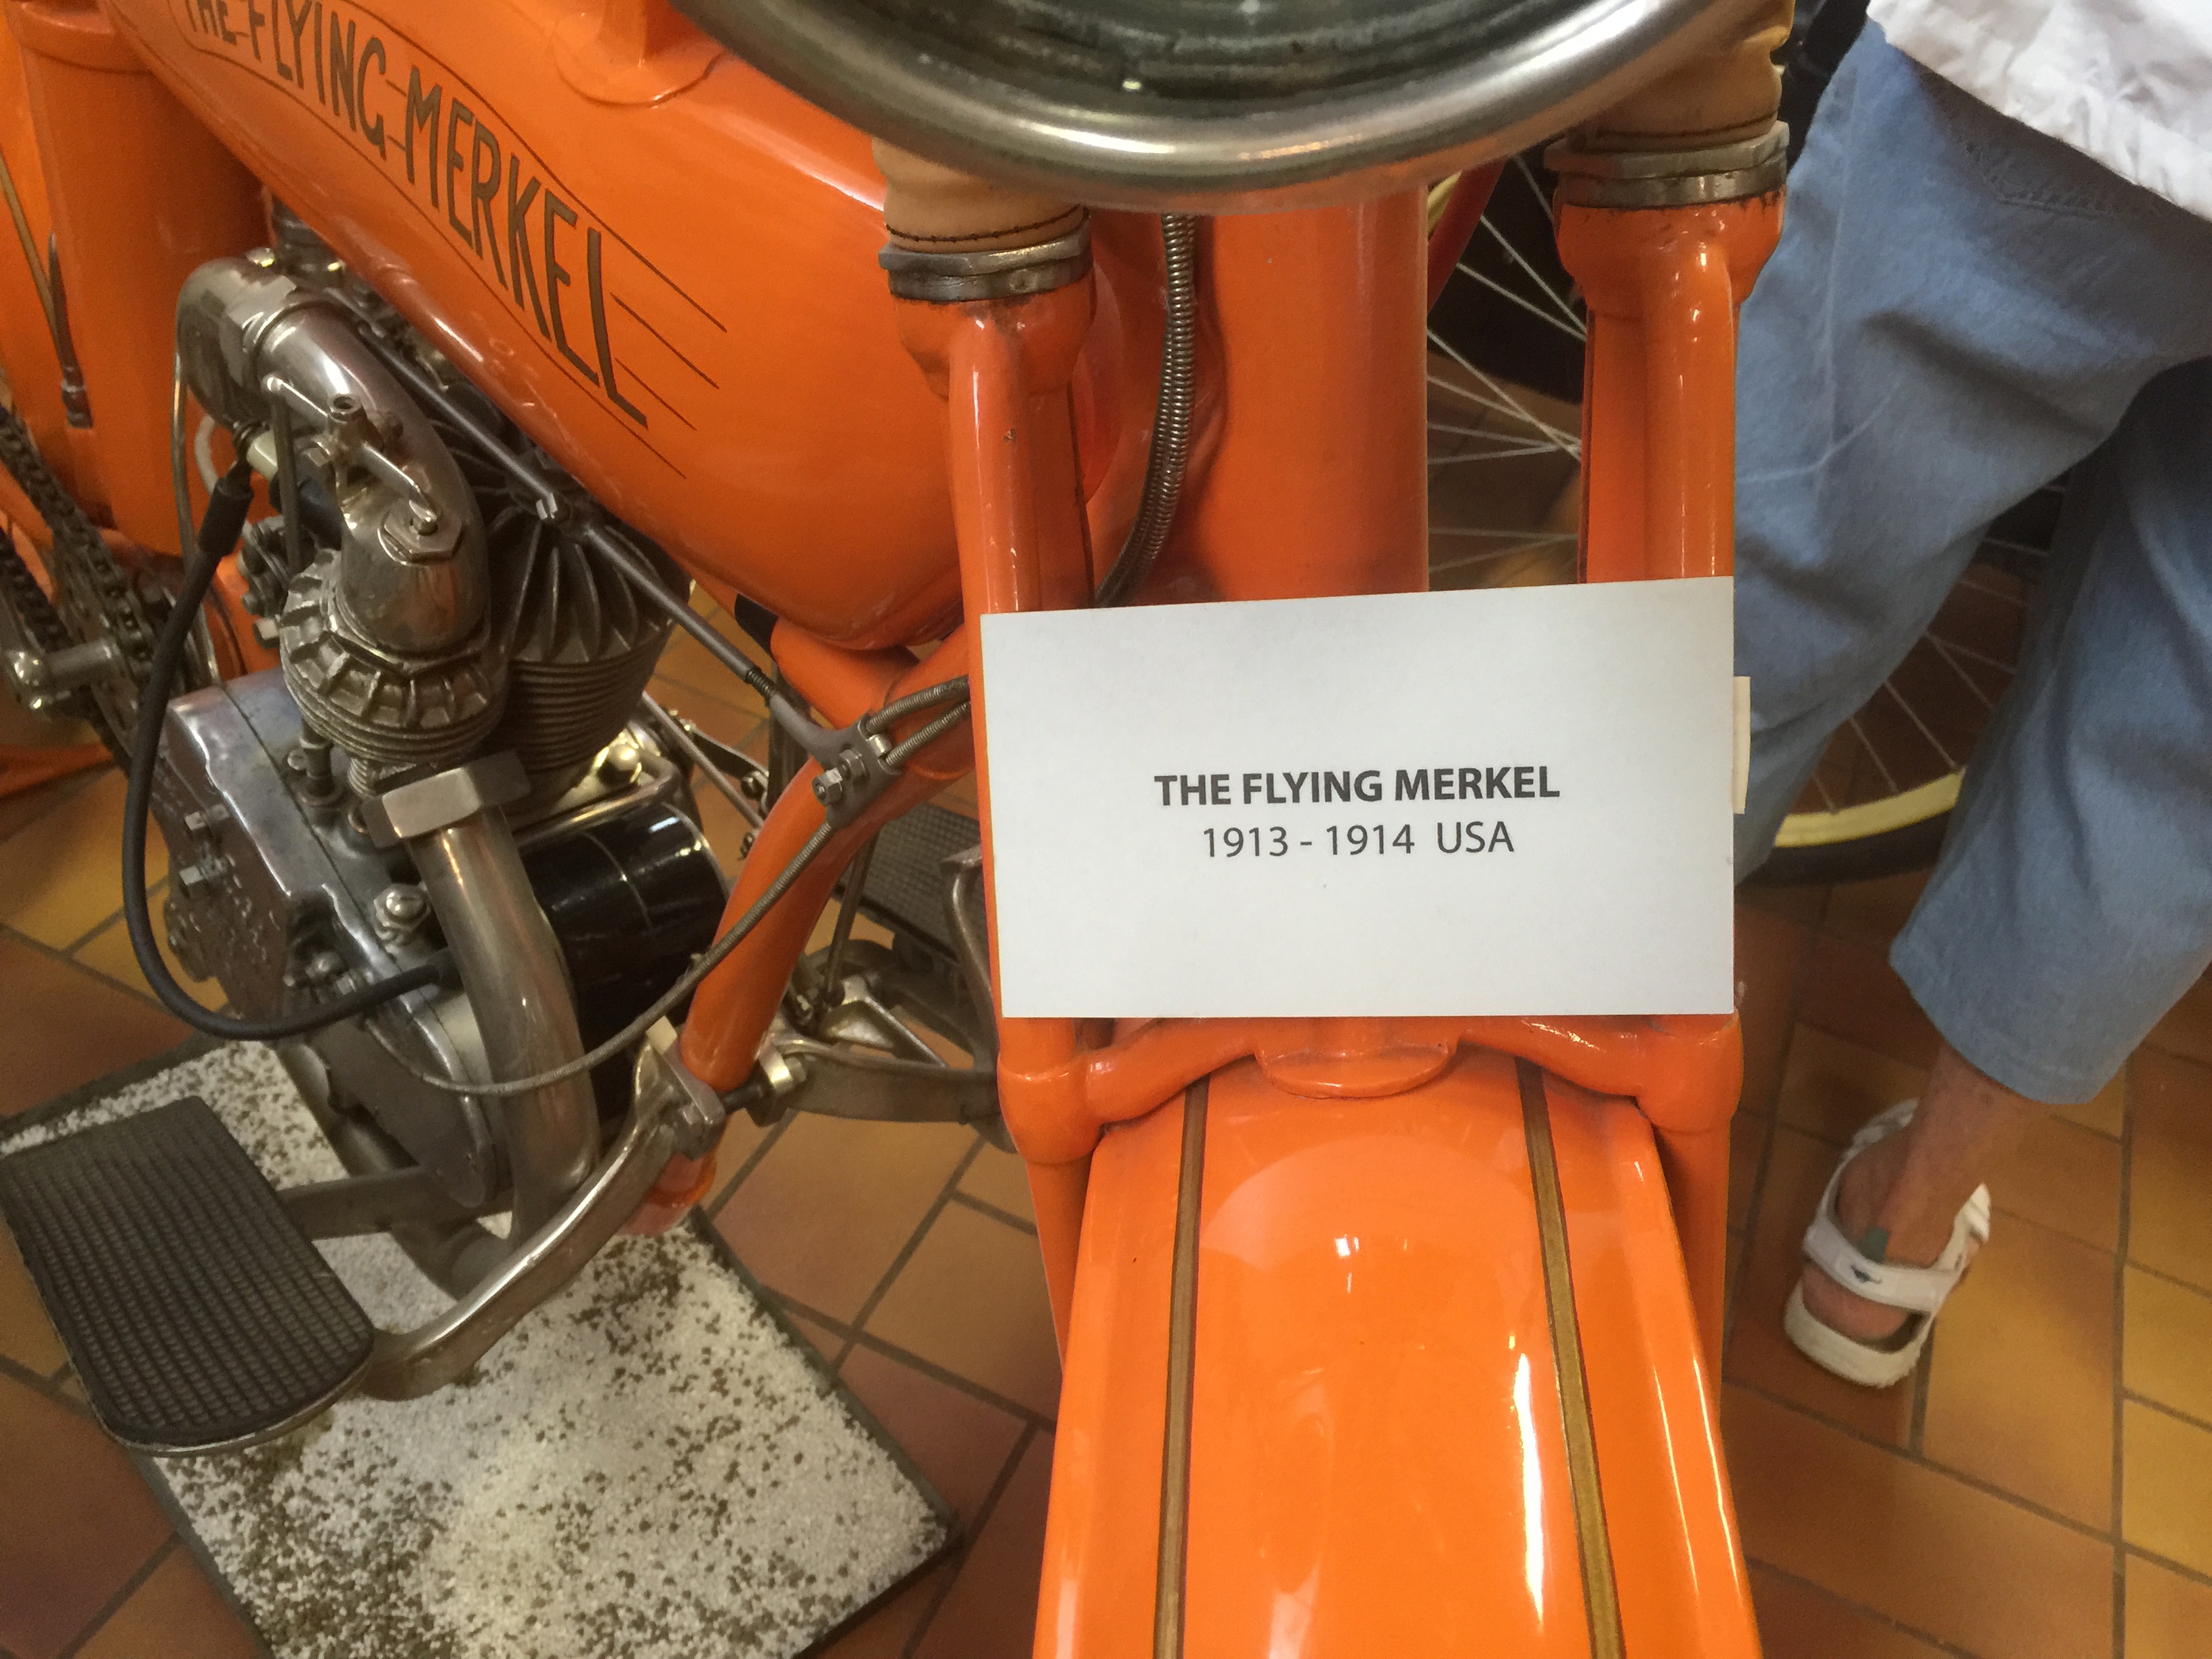 THE FLYING MERKEL
THE FLYING MERKEL
1913 - 1914 USA